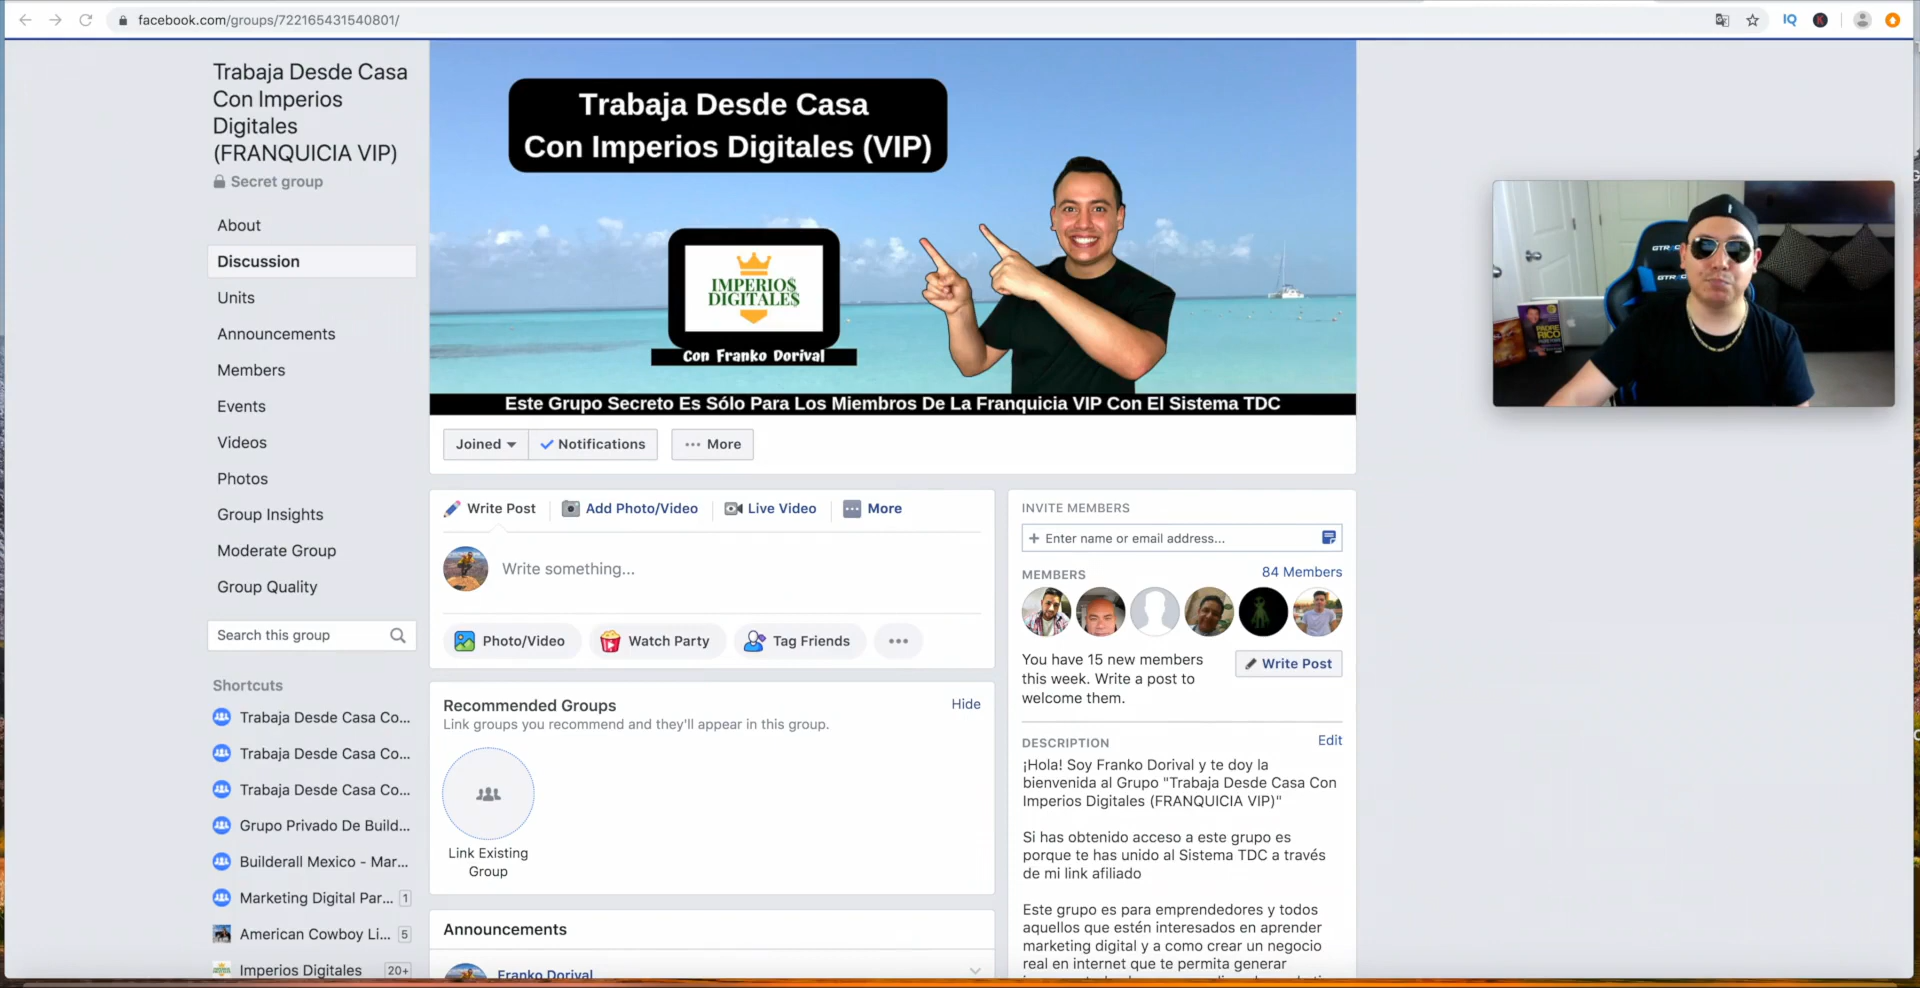 facebook.com/groups/722165431540801/
IQ
Trabaja Desde Casa
Con Imperios
Digitales
(FRANQUICIA VIP)
Secret group
About
Discussion
Units
Announcements
Members
Events
Videos
Photos
Group Insights
Moderate Group
Group Quality
Search this group
Shortcuts
Trabaja Desde Casa Co...
Trabaja Desde Casa Co...
Trabaja Desde Casa Co...
Grupo Privado De Build...
Builderall Mexico - Mar...
Marketing Digital Par... 1
American Cowboy Li... 5
Imperios Digitales 20+
Trabaja Desde Casa
Con Imperios Digitales (VIP)
IMPERIO$
DIGITALE$
Con Franko Dorival
Este Grupo Secreto Es Sólo Para Los Miembros De La Franquicia VIP Con El Sistema TDC
Joined
Notifications
More
Write Post
Add Photo/Video
Live Video
More
Write something...
Photo/Video
Watch Party
Tag Friends
Recommended Groups
Hide
Link groups you recommend and they'll appear in this group.
Link Existing
Group
Announcements
Franko Dorival
INVITE MEMBERS
+ Enter name or email address...
MEMBERS
84 Members
You have 15 new members
this week. Write a post to
welcome them.
Write Post
DESCRIPTION
Edit
¡Hola! Soy Franko Dorival y te doy la
bienvenida al Grupo "Trabaja Desde Casa Con
Imperios Digitales (FRANQUICIA VIP)"
Si has obtenido acceso a este grupo es
porque te has unido al Sistema TDC a través
de mi link afiliado
Este grupo es para emprendedores y todos
aquellos que estén interesados en aprender
marketing digital y a como crear un negocio
real en internet que te permita generar
PADRE
RICO